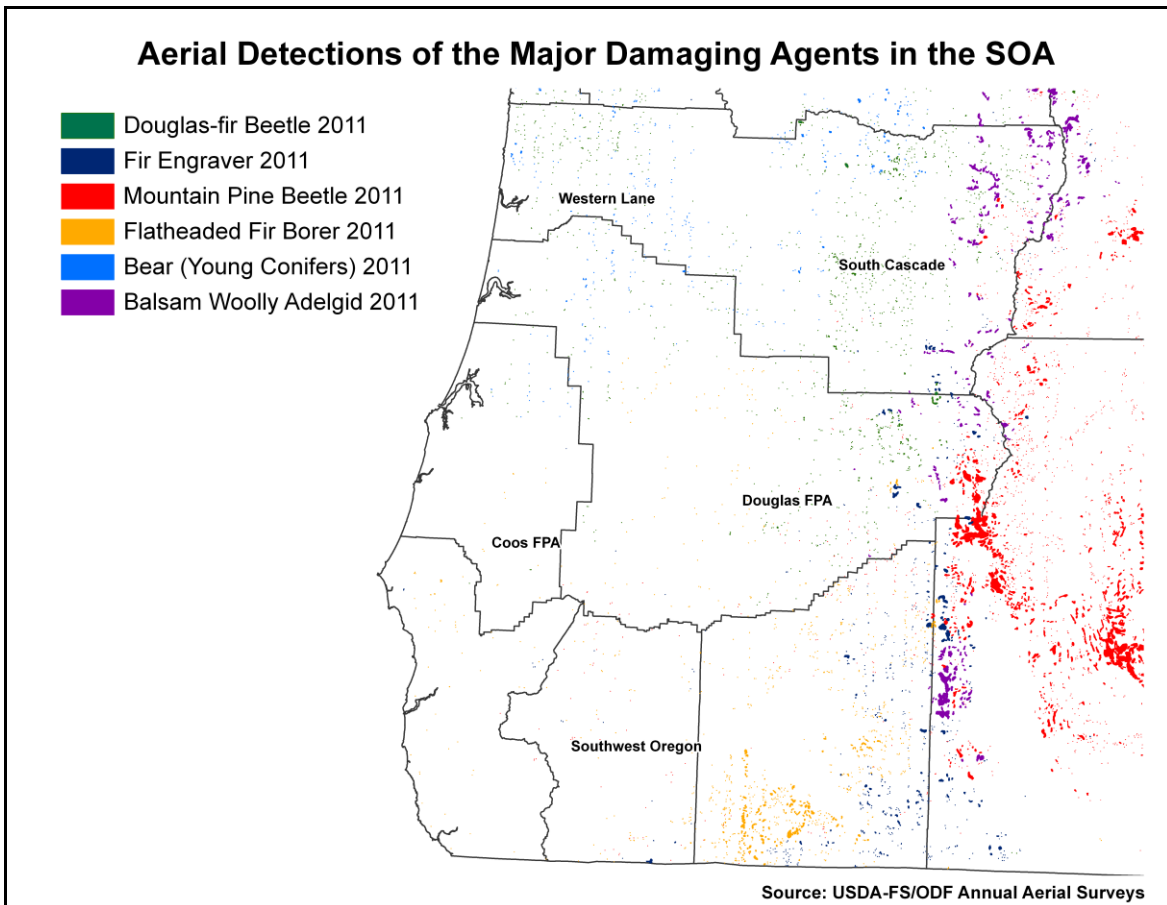 Aerial Detections of the Major Damaging Agents in the SOA
Douglas-fir Beetle 2011
Fir Engraver 2011
Mountain Pine Beetle 2011
Flatheaded Fir Borer 2011
Bear (Young Conifers) 2011
Balsam Woolly Adelgid 2011
Western Lane
South Cascade
Douglas FPA
Coos FPA
Southwest Oregon
Source: USDA-FS/ODF Annual Aerial Surveys